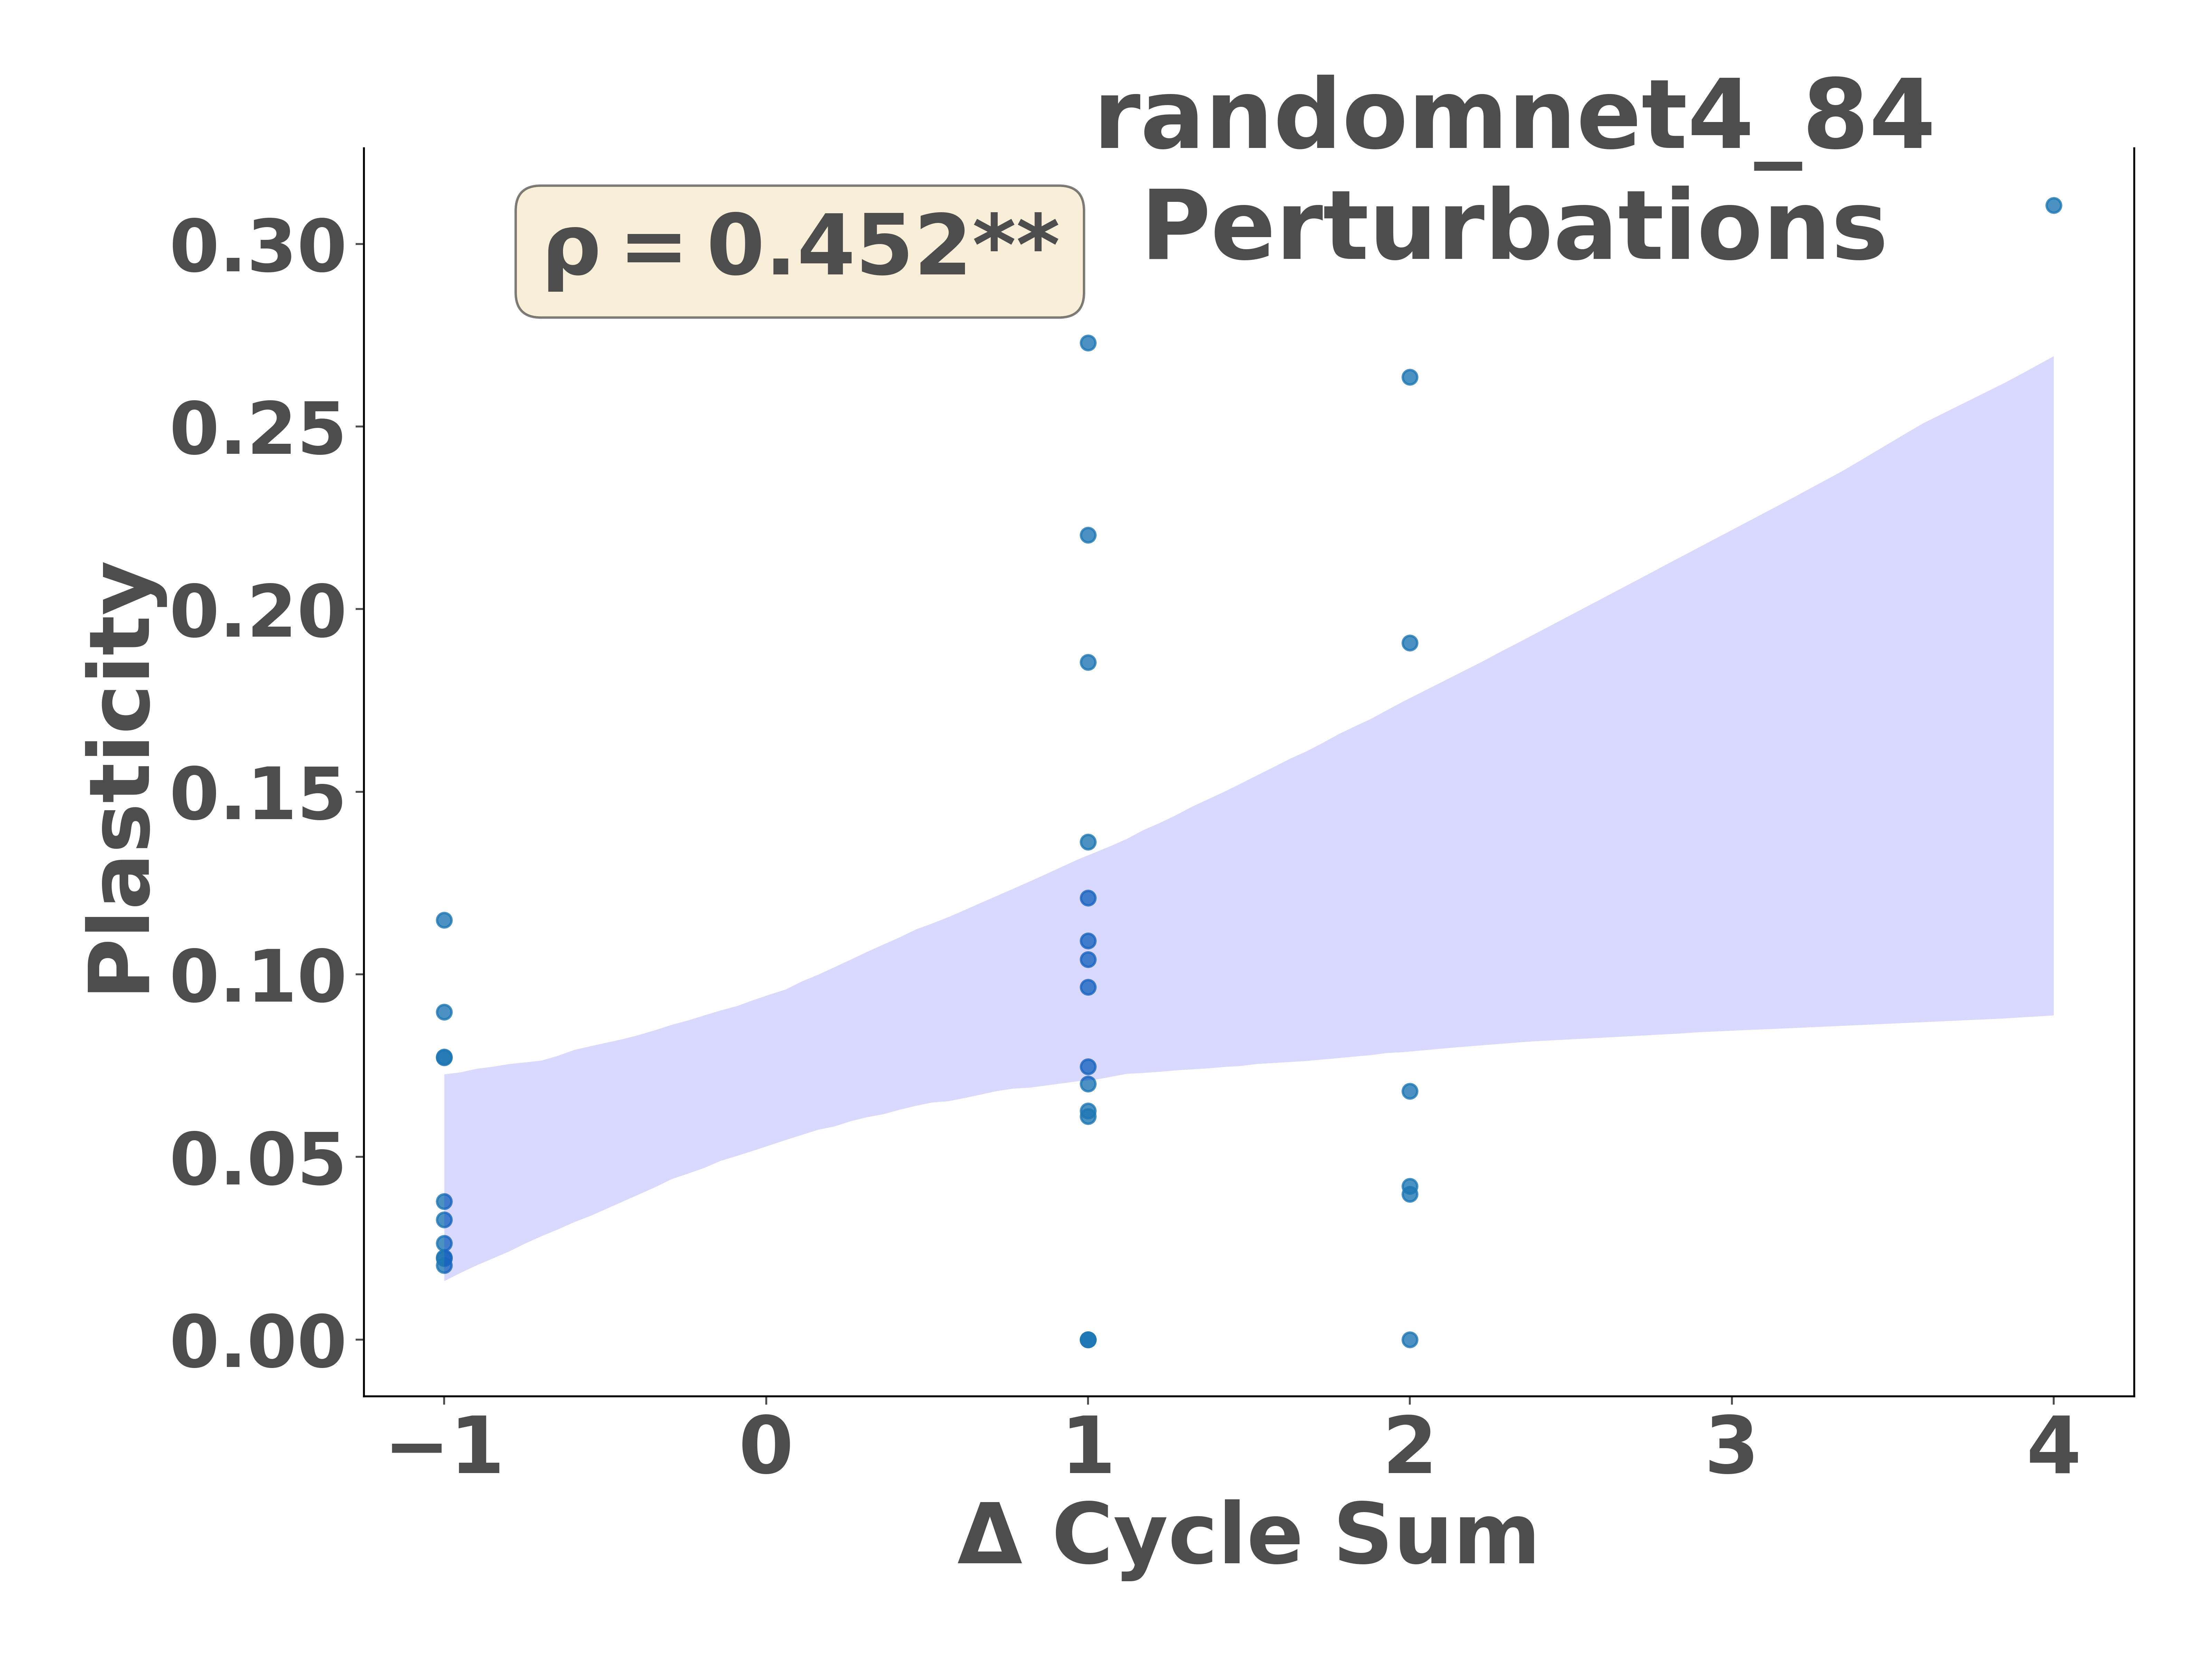 randomnet4_84
Perturbations
ρ = 0.452**
0.30
0.25
0.20
0.15
0.10
0.05
0.00
Plasticity
−1 0 1 2 3 4
Δ Cycle Sum